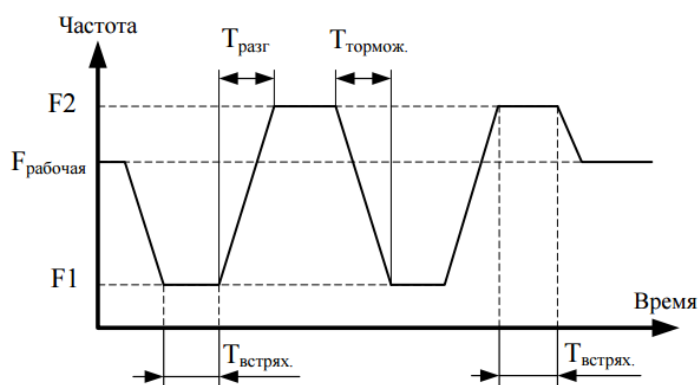 Частота
Tразг
Tтормож.
F2
Fрабочая
F1
Время
Tвстрях.
Tвстрях.